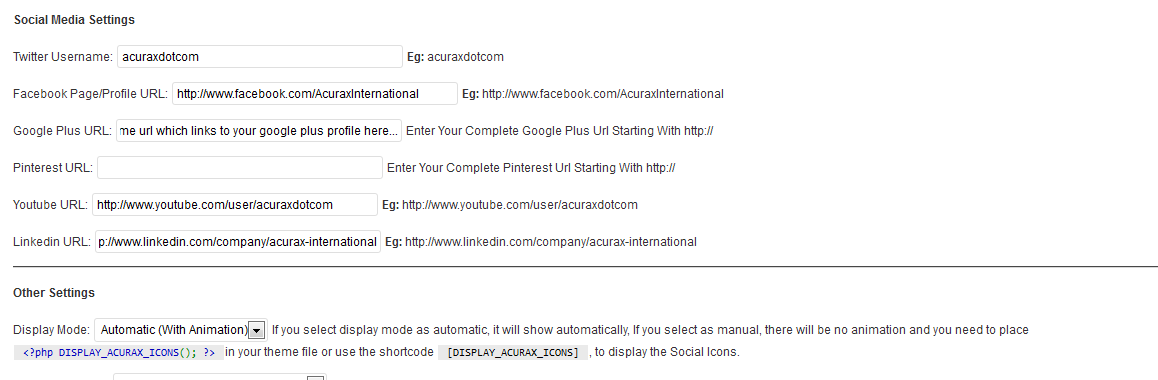 Social Media Settings
Twitter Username: acuraxdotcom Eg: acuraxdotcom
Facebook Page/Profile URL: http://www.facebook.com/AcuraxInternational Eg: http://www.facebook.com/AcuraxInternational
Google Plus URL: me url which links to your google plus profile here... Enter Your Complete Google Plus Url Starting With http://
Pinterest URL: Enter Your Complete Pinterest Url Starting With http://
Youtube URL: http://www.youtube.com/user/acuraxdotcom Eg: http://www.youtube.com/user/acuraxdotcom
Linkedin URL: p://www.linkedin.com/company/acurax-international Eg: http://www.linkedin.com/company/acurax-international
Other Settings
Display Mode: Automatic (With Animation) If you select display mode as automatic, it will show automatically, If you select as manual, there will be no animation and you need to place
<?php DISPLAY_ACURAX_ICONS(); ?> in your theme file or use the shortcode [DISPLAY_ACURAX_ICONS] , to display the Social Icons.